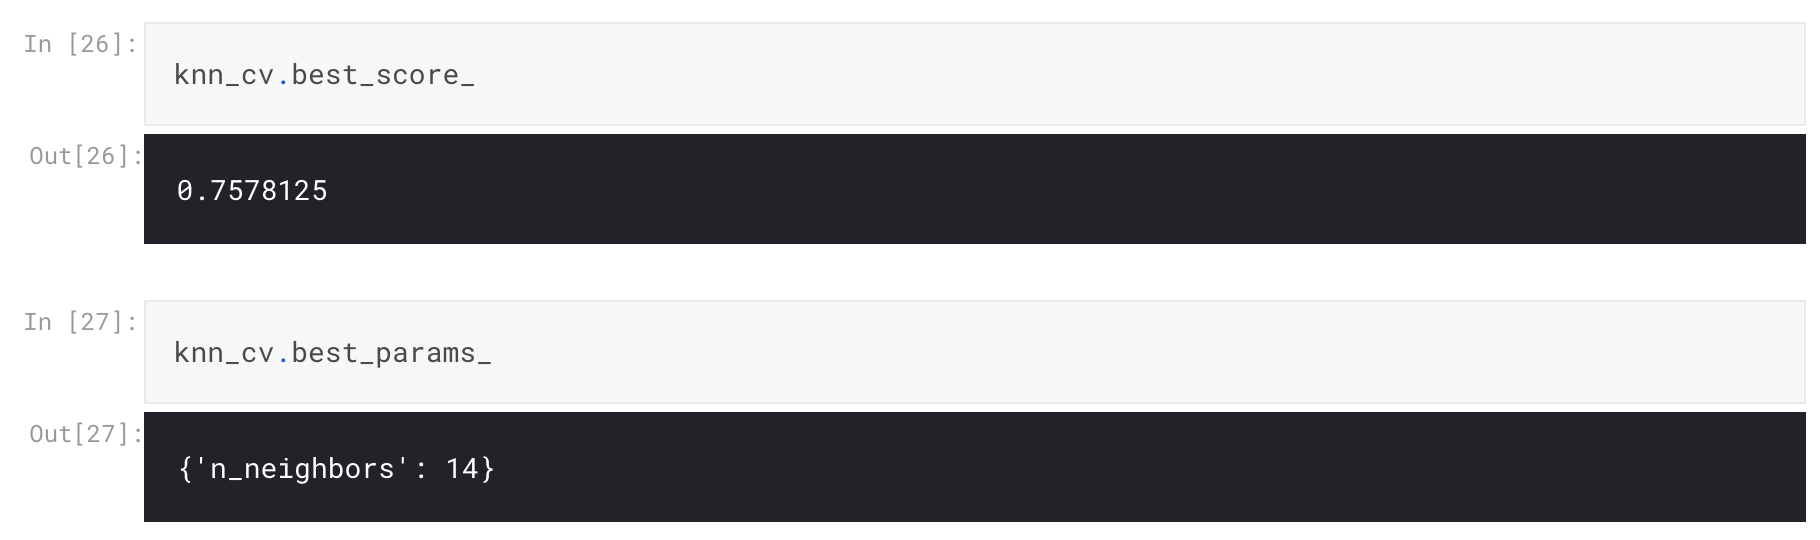 In [26]:
knn_cv.best_score_
Out[26]:
0.7578125
In [27]:
knn_cv.best_params_
Out[27]:
{'n_neighbors': 14}